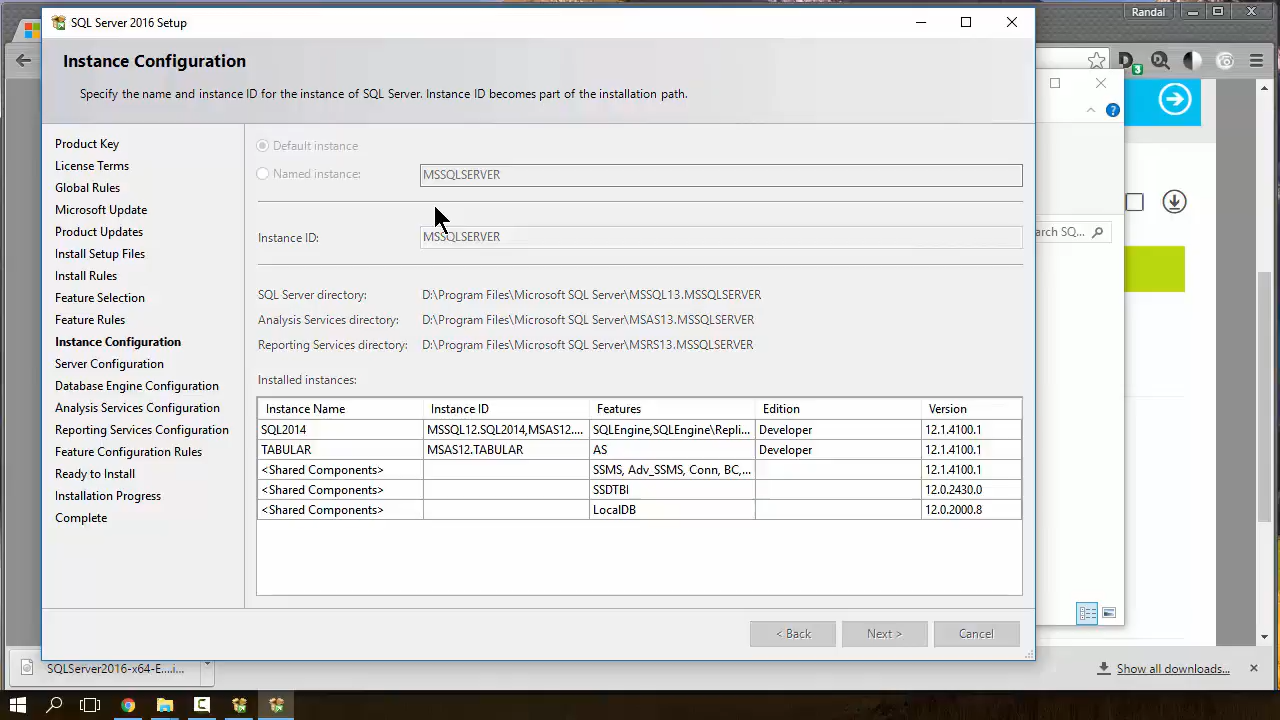 SQL Server 2016 Setup
Randal
Instance Configuration
Specify the name and instance ID for the instance of SQL Server. Instance ID becomes part of the installation path.
Product Key
License Terms
Global Rules
Microsoft Update
Product Updates
Install Setup Files
Install Rules
Feature Selection
Feature Rules
Instance Configuration
Server Configuration
Database Engine Configuration
Analysis Services Configuration
Reporting Services Configuration
Feature Configuration Rules
Ready to Install
Installation Progress
Complete
Default instance
Named instance: MSSQLSERVER
Instance ID: MSSQLSERVER
SQL Server directory: D:\Program Files\Microsoft SQL Server\MSSQL13.MSSQLSERVER
Analysis Services directory: D:\Program Files\Microsoft SQL Server\MSAS13.MSSQLSERVER
Reporting Services directory: D:\Program Files\Microsoft SQL Server\MSRS13.MSSQLSERVER
Installed instances:
Instance Name Instance ID Features Edition Version
SQL2014 MSSQL12.SQL2014,MSAS12.... SQLEngine,SQLEngine\Repli... Developer 12.1.4100.1
TABULAR MSAS12.TABULAR AS Developer 12.1.4100.1
<Shared Components> SSMS, Adv_SSMS, Conn, BC,... 12.1.4100.1
<Shared Components> SSDTBI 12.0.2430.0
<Shared Components> LocalDB 12.0.2000.8
< Back Next > Cancel
D 3
?
arch SQ...
SQLServer2016-x64-E....i...
Show all downloads...